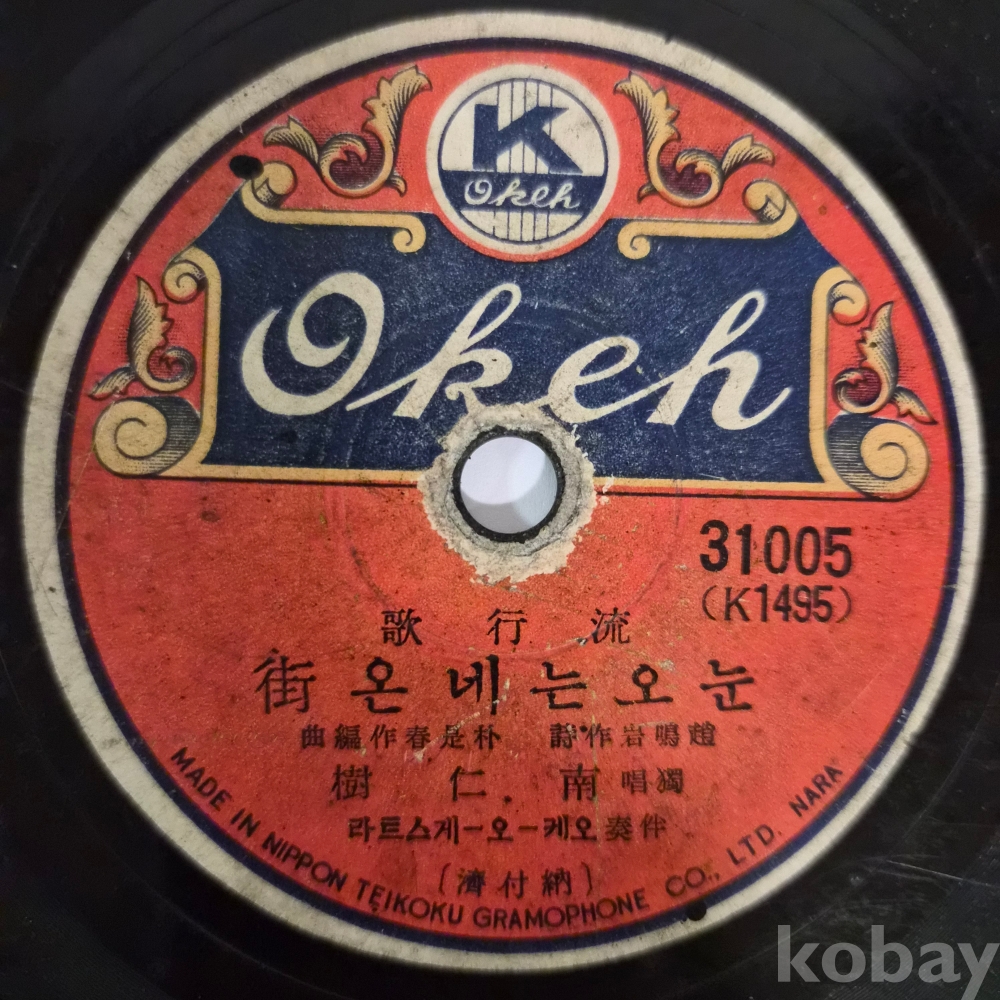 K
Okeh
Okeh
31005
(K1495)
流行歌
눈오는네온街
趙鳴岩作詩 朴是春作編曲
獨唱 南仁樹
伴奏오케ー오ー게스트라
(納付濟)
MADE IN NIPPON TEIKOKU GRAMOPHONE CO., LTD. NARA
kobay